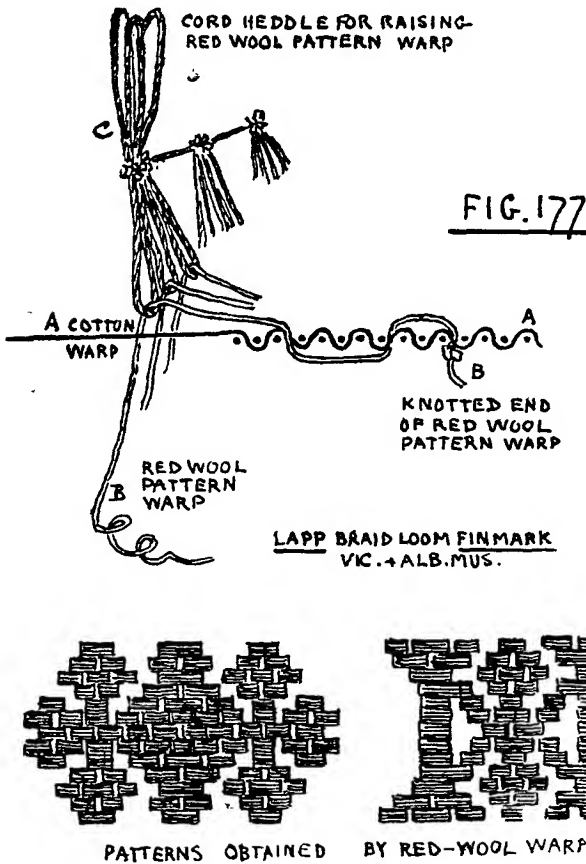 CORD HEDDLE FOR RAISING
RED WOOL PATTERN WARP
C
FIG. 177
A COTTON
WARP
A
B
KNOTTED END
OF RED WOOL
PATTERN WARP
RED WOOL
PATTERN
WARP
B
LAPP BRAID LOOM FINMARK
VIC. + ALB. MUS.
PATTERNS OBTAINED BY RED-WOOL WARP